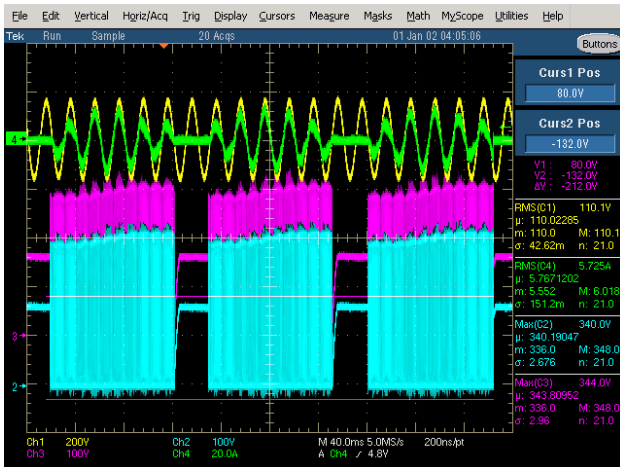 File Edit Vertical Horiz/Acq Trig Display Cursors Measure Masks Math MyScope Utilities Help
Tek Run Sample 20 Acqs 01 Jan 02 04:05:06
Buttons
Curs1 Pos
80.0V
Curs2 Pos
-132.0V
V1: 80.0V
V2: -132.0V
ΔV: -212.0V
RMS(C1) 110.1V
μ: 110.02285
m: 110.0 M: 110.1
σ: 42.62m n: 21.0
RMS(C4) 5.725A
μ: 5.7671202
m: 5.552 M: 6.018
σ: 151.2m n: 21.0
Max(C2) 340.0V
μ: 340.19047
m: 336.0 M: 348.0
σ: 2.676 n: 21.0
Max(C3) 344.0V
μ: 343.80952
m: 336.0 M: 348.0
σ: 2.96 n: 21.0
4
3
2
Ch1 200V Ch2 100V M 40.0ms 5.0MS/s 200ns/pt
Ch3 100V Ch4 20.0A A Ch4 / 4.8V